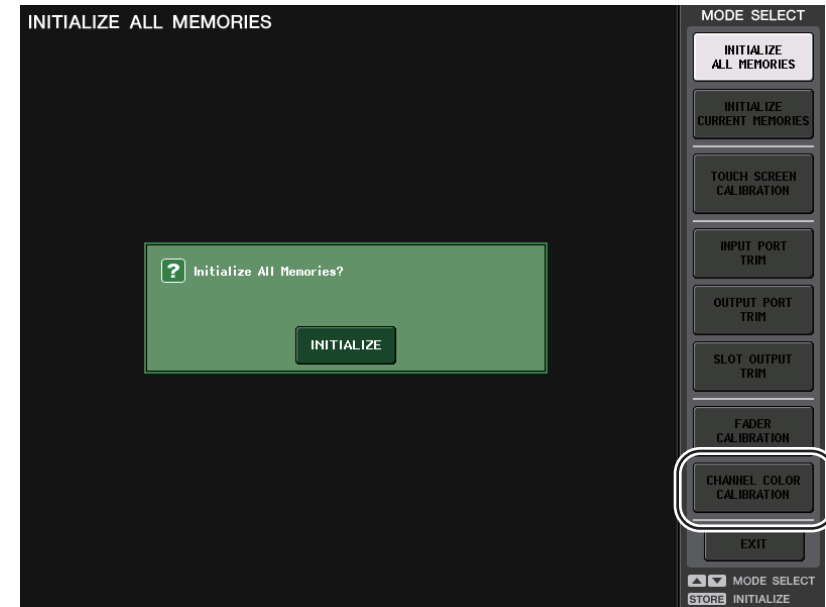 INITIALIZE ALL MEMORIES
? Initialize All Memories?
INITIALIZE
MODE SELECT
INITIALIZE
ALL MEMORIES
INITIALIZE
CURRENT MEMORIES
TOUCH SCREEN
CALIBRATION
INPUT PORT
TRIM
OUTPUT PORT
TRIM
SLOT OUTPUT
TRIM
FADER
CALIBRATION
CHANNEL COLOR
CALIBRATION
EXIT
MODE SELECT
STORE INITIALIZE